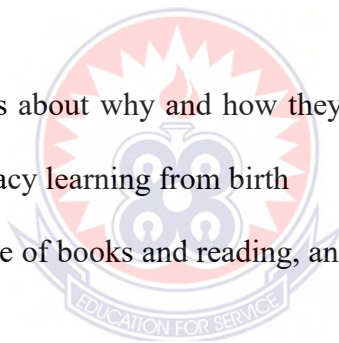 s about why and how they
acy learning from birth
e of books and reading, an
EDUCATION FOR SERVICE